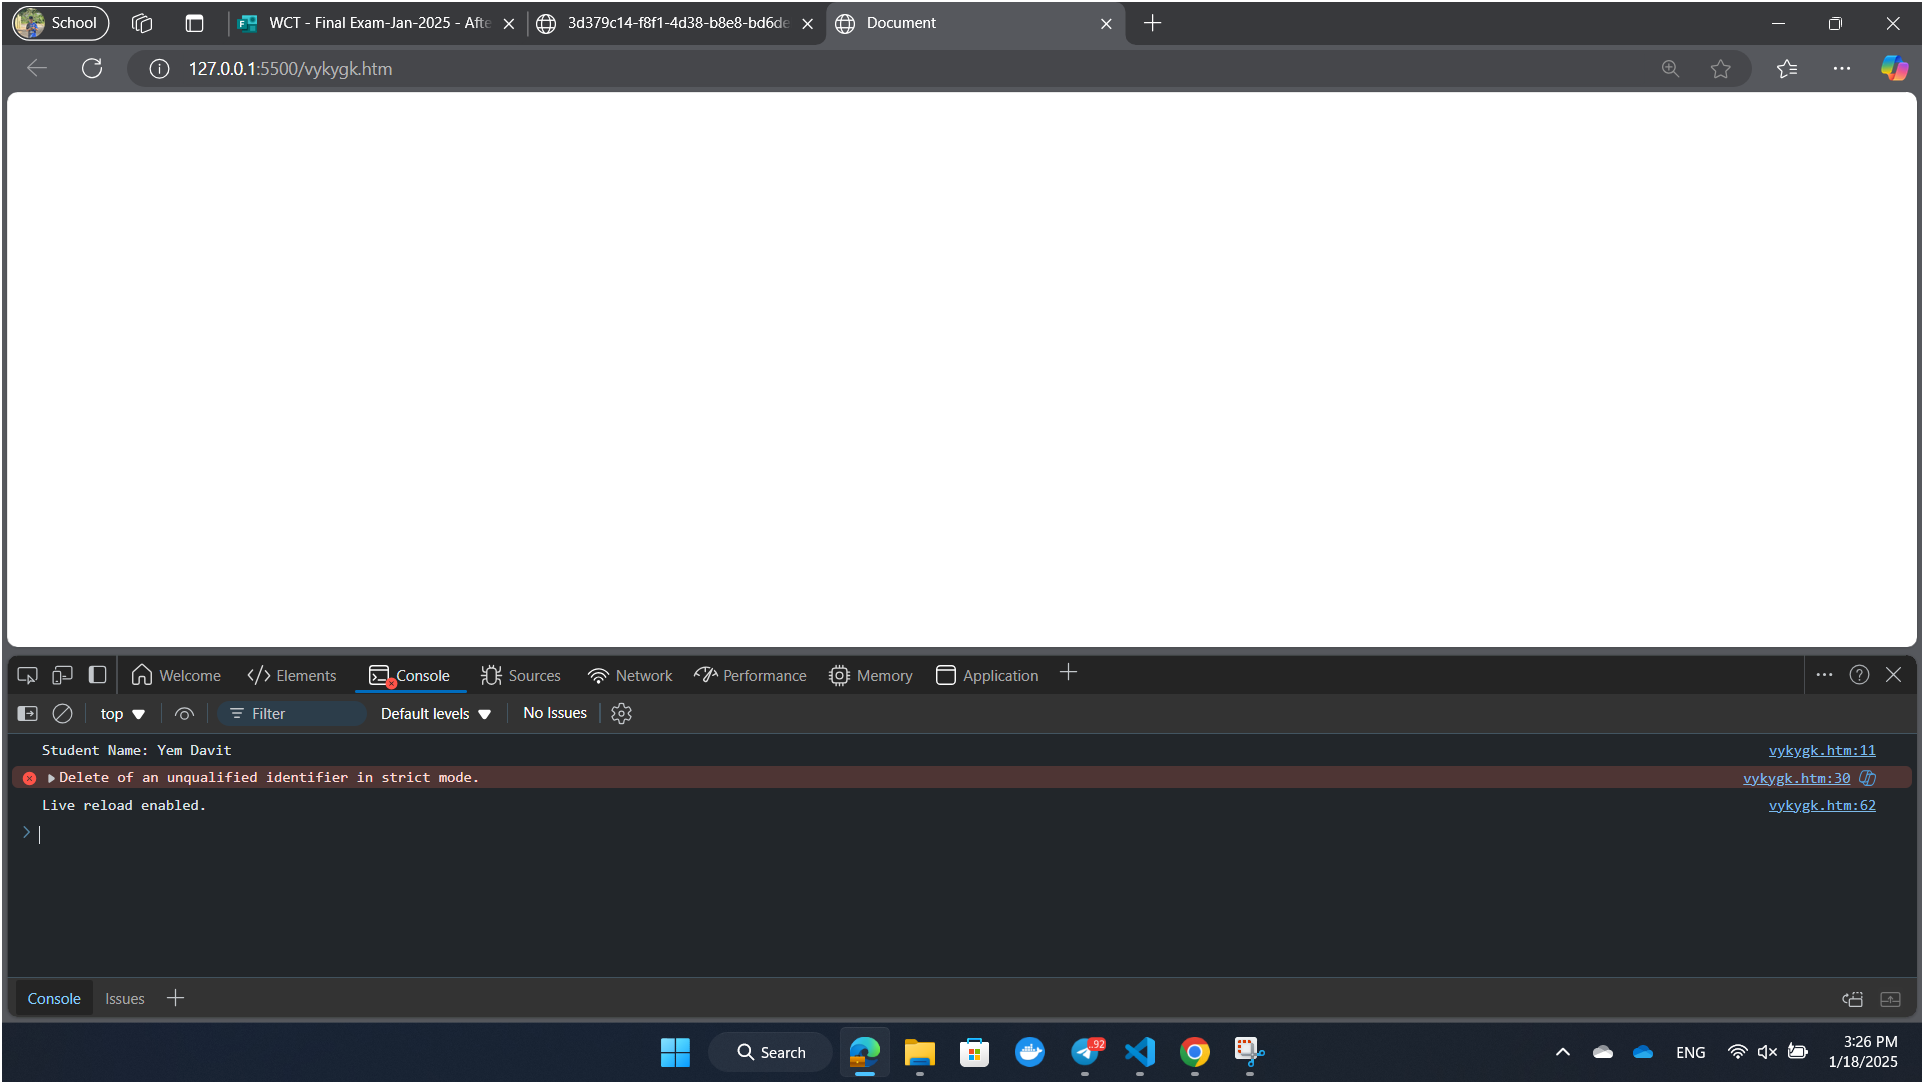 School
WCT - Final Exam-Jan-2025 - Afte
3d379c14-f8f1-4d38-b8e8-bd6de
Document
127.0.0.1:5500/vykygk.htm
Welcome
Elements
Console
Sources
Network
Performance
Memory
Application
top
Filter
Default levels
No Issues
Student Name: Yem Davit
vykygk.htm:11
Delete of an unqualified identifier in strict mode.
vykygk.htm:30
Live reload enabled.
vykygk.htm:62
Console
Issues
Search
92
ENG
3:26 PM
1/18/2025